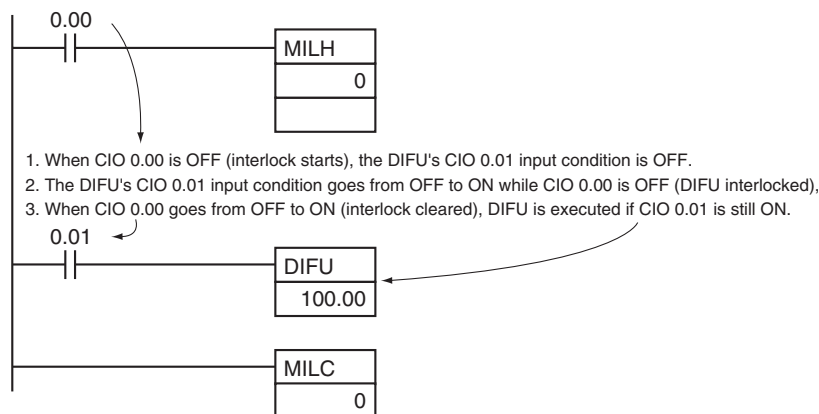 0.00
MILH
0
1. When CIO 0.00 is OFF (interlock starts), the DIFU's CIO 0.01 input condition is OFF.
2. The DIFU's CIO 0.01 input condition goes from OFF to ON while CIO 0.00 is OFF (DIFU interlocked),
3. When CIO 0.00 goes from OFF to ON (interlock cleared), DIFU is executed if CIO 0.01 is still ON.
0.01
DIFU
100.00
MILC
0